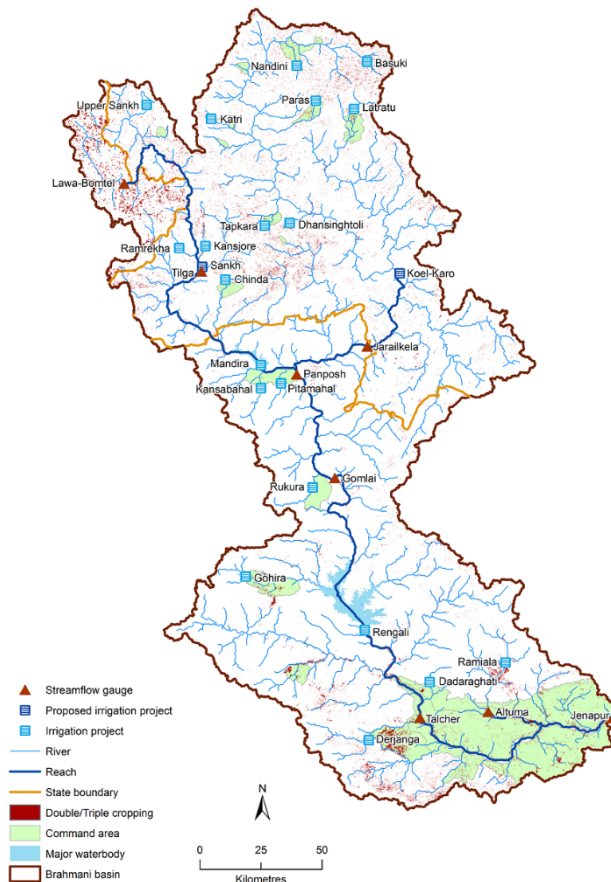 Nandini
Basuki
Upper Sankh
Paras
Latratu
Katri
Lawa-Bomtel
Tapkara
Dhansinghtoli
Ramrekha
Kansjore
Sankh
Tilga
Koel-Karo
Chinda
Jarailkela
Mandira
Panposh
Kansabahal
Pitamahal
Gomlai
Rukura
Gohira
Rengali
Ramiala
Dadaraghati
Altuma
Talcher
Jenapur
Derjanga
Streamflow gauge
Proposed irrigation project
Irrigation project
River
Reach
State boundary
Double/Triple cropping
Command area
Major waterbody
Brahmani basin
N
0 25 50
Kilometres